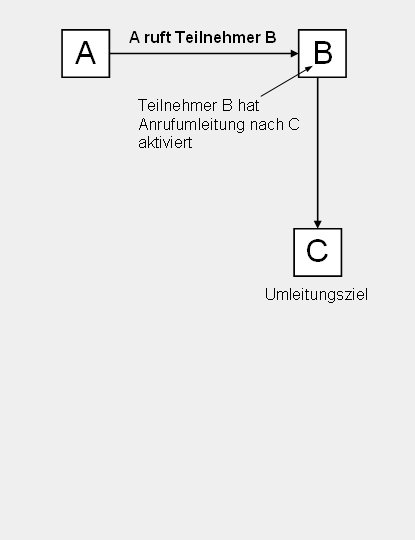 A
A ruft Teilnehmer B
B
Teilnehmer B hat
Anrufumleitung nach C
aktiviert
C
Umleitungsziel